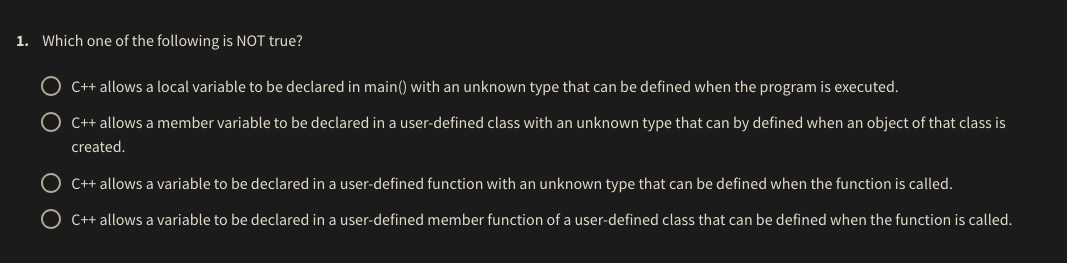 1. Which one of the following is NOT true?
C++ allows a local variable to be declared in main() with an unknown type that can be defined when the program is executed.
C++ allows a member variable to be declared in a user-defined class with an unknown type that can by defined when an object of that class is
created.
C++ allows a variable to be declared in a user-defined function with an unknown type that can be defined when the function is called.
C++ allows a variable to be declared in a user-defined member function of a user-defined class that can be defined when the function is called.